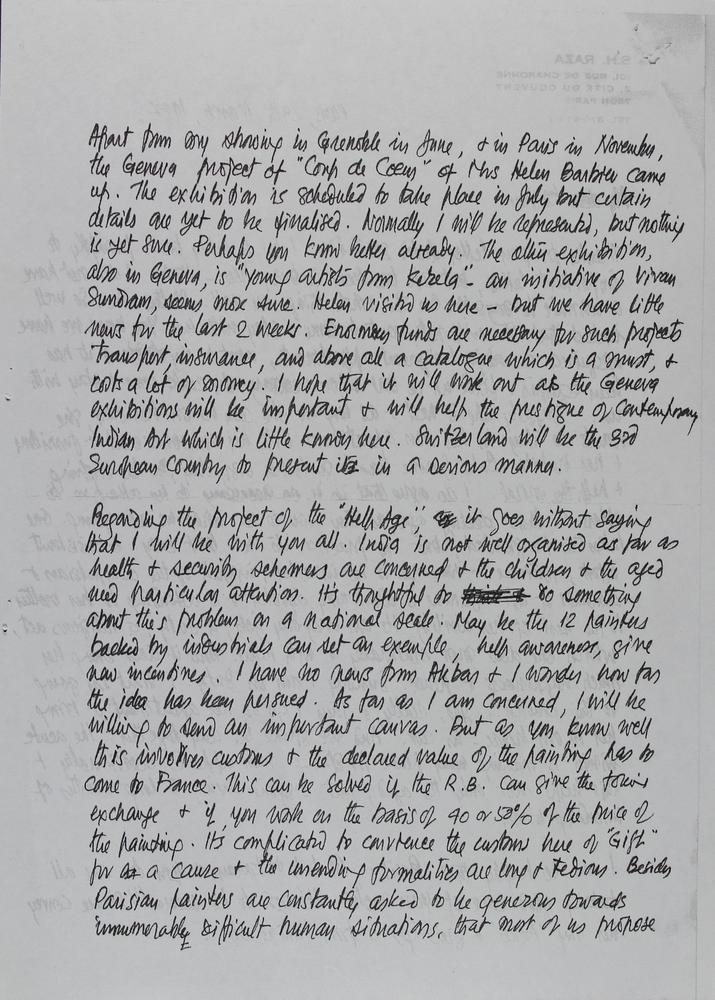 Apart from my showing in Grenoble in June, & in Paris in November,
the Geneva project of "Coup de Coeur" of Mrs Helen Barbier came
up. The exhibition is scheduled to take place in July but certain
details are yet to be finalised. Normally I will be represented, but nothing
is yet sure. Perhaps you know better already. The other exhibition,
also in Geneva, is "Young artists from Kerela" - an initiative of Vivan
Sundram, seems more sure. Helen visited us here - but we have little
news for the last 2 weeks. Enormous funds are necessary for such projects
transport, insurance, and above all a catalogue which is a must, &
costs a lot of money. I hope that it will work out as the Geneva
exhibitions will be important & will help the prestigue of Contemporary
Indian Art which is little known here. Switzerland will be the 3rd
European Country to present it in a serious manner.
Regarding the project of the "Help Age", it goes without saying
that I will be with you all. India is not well organised as far as
health & security schemers are concerned & the children & the aged
need particular attention. It's thoughtful to do something
about this problem on a national scale. May be the 12 painters
backed by industrials can set an exemple, help awareness, give
new incentives. I have no news from Akbar & I wonder how far
the idea has been persued. As far as I am concerned, I will be
willing to send an important canvas. But as you know well
this involves customs & the declared value of the painting has to
come to France. This can be solved if the R.B. can give the
exchange & if, you work on the basis of 40 or 50% of the price of
the painting. Its complicated to convience the customs here of "Gift"
for a cause & the unending formalities are long & tedious. Besides
Parisian painters are constantly asked to be generous towards
innumerable difficult human situations, that most of us propose
S.H. RAZA
101, RUE DE CHARONNE
2, CITE DU COUVENT
75011 PARIS